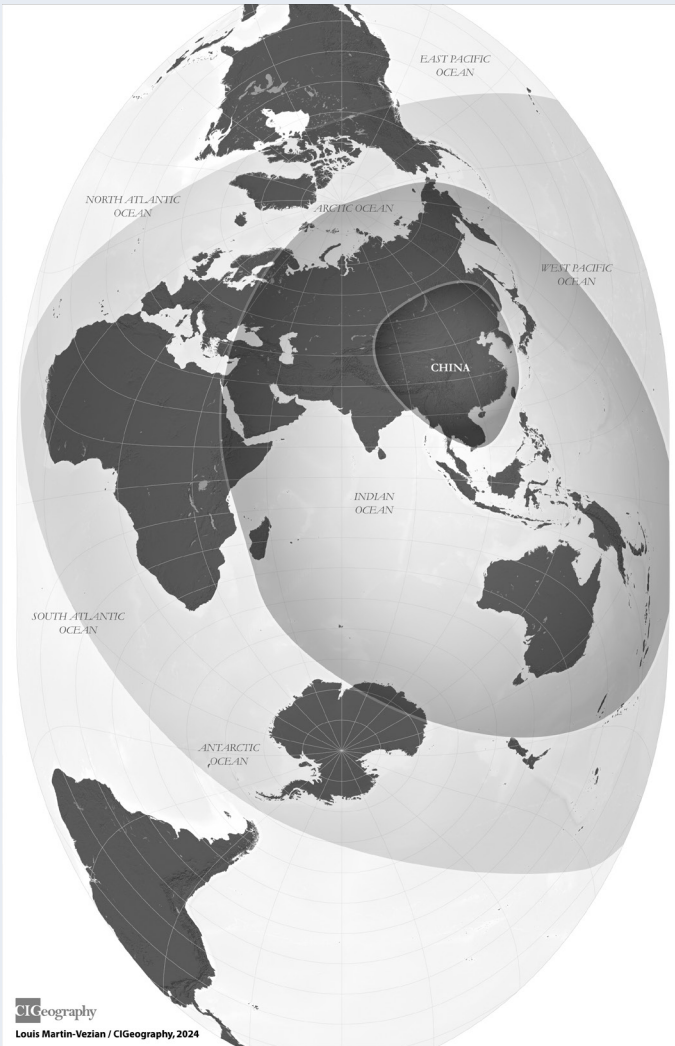 EAST PACIFIC
OCEAN
NORTH ATLANTIC
OCEAN
ARCTIC OCEAN
WEST PACIFIC
OCEAN
CHINA
INDIAN
OCEAN
SOUTH ATLANTIC
OCEAN
ANTARCTIC
OCEAN
CIGeography
Louis Martin-Vezian / CIGeography, 2024